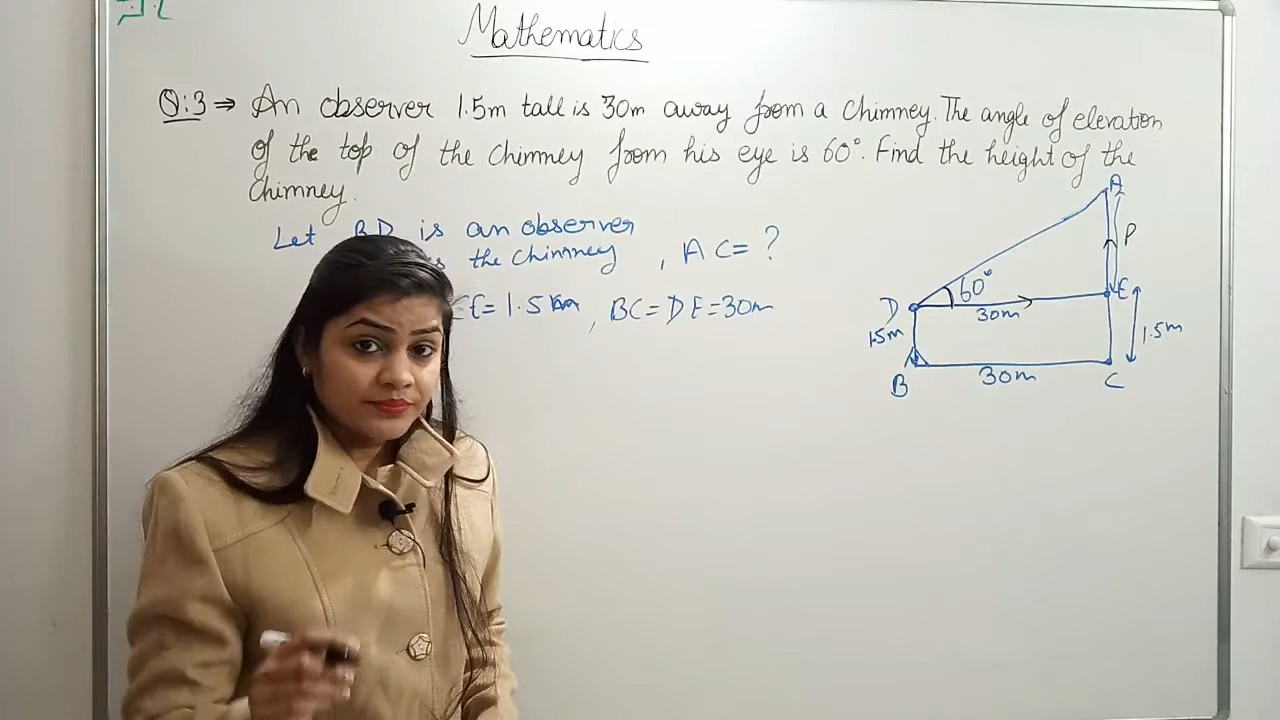 Mathematics
Q:3 ⇒ An observer 1.5m tall is 30m away from a chimney. The angle of elevation
of the top of the chimney from his eye is 60°. Find the height of the
chimney.
Let BD is an observer
the chimney , AC = ?
= 1.5m , BC = DE = 30m
A
P
60°
D
E
30m
1.5m
1.5m
B
30m
C